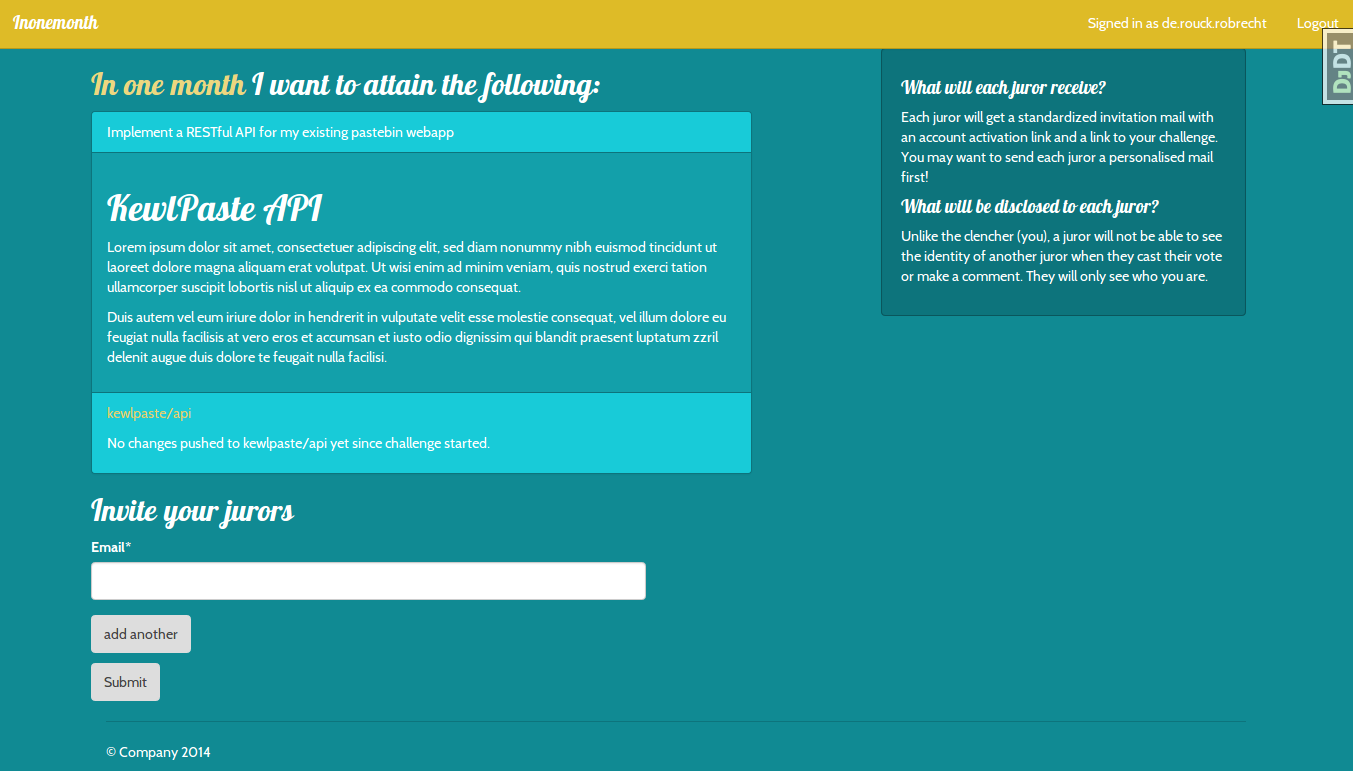 Inonemonth
Signed in as de.rouck.robrecht
Logout
DjDT
In one month I want to attain the following:
Implement a RESTful API for my existing pastebin webapp
KewlPaste API
Lorem ipsum dolor sit amet, consectetuer adipiscing elit, sed diam nonummy nibh euismod tincidunt ut
laoreet dolore magna aliquam erat volutpat. Ut wisi enim ad minim veniam, quis nostrud exerci tation
ullamcorper suscipit lobortis nisl ut aliquip ex ea commodo consequat.
Duis autem vel eum iriure dolor in hendrerit in vulputate velit esse molestie consequat, vel illum dolore eu
feugiat nulla facilisis at vero eros et accumsan et iusto odio dignissim qui blandit praesent luptatum zzril
delenit augue duis dolore te feugait nulla facilisi.
kewlpaste/api
No changes pushed to kewlpaste/api yet since challenge started.
Invite your jurors
Email*
add another
Submit
What will each juror receive?
Each juror will get a standardized invitation mail with
an account activation link and a link to your challenge.
You may want to send each juror a personalised mail
first!
What will be disclosed to each juror?
Unlike the clencher (you), a juror will not be able to see
the identity of another juror when they cast their vote
or make a comment. They will only see who you are.
© Company 2014